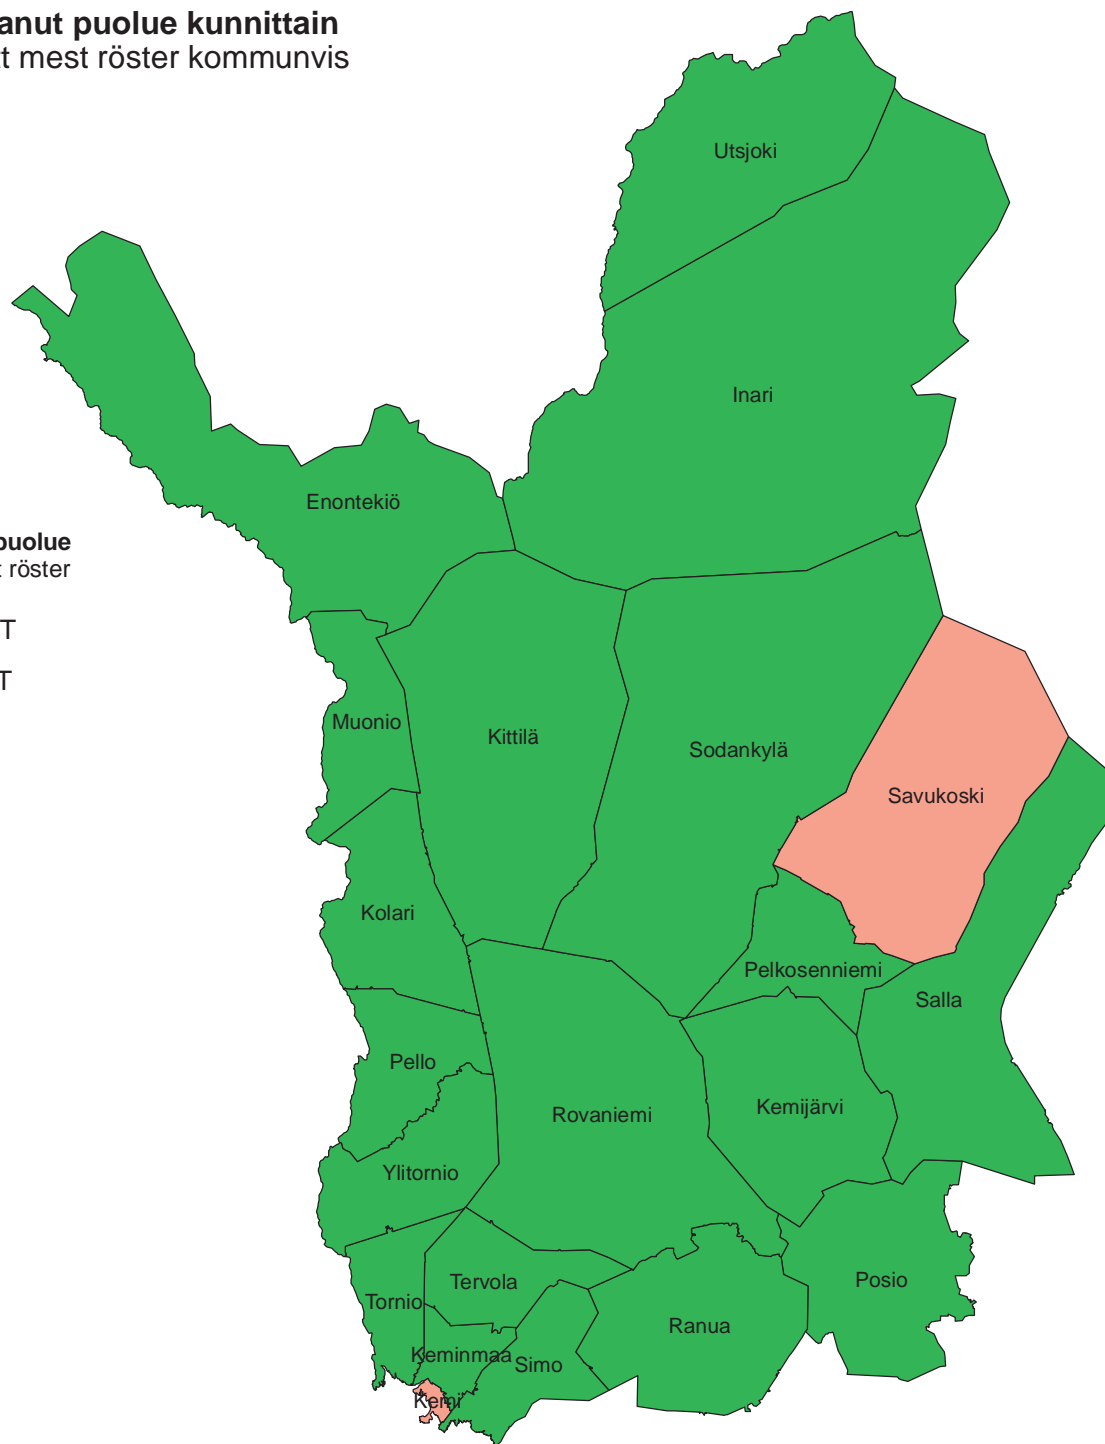 anut puolue kunnittain
tt mest röster kommunvis
Utsjoki
Inari
Enontekiö
puolue
t röster
T
T
Muonio
Kittilä
Sodankylä
Savukoski
Kolari
Pelkosenniemi
Salla
Pello
Rovaniemi
Kemijärvi
Ylitornio
Tervola
Posio
Tornio
Ranua
Keminmaa
Simo
Kemi